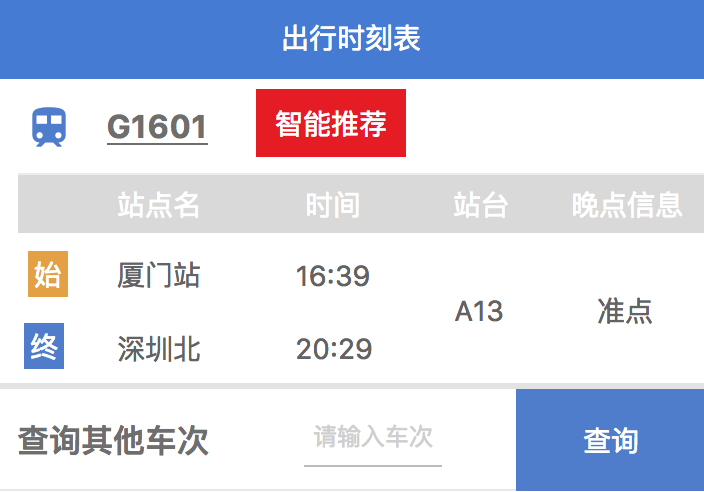 出行时刻表
G1601 智能推荐
站点名 时间 站台 晚点信息
始 厦门站 16:39
A13 准点
终 深圳北 20:29
查询其他车次 请输入车次 查询